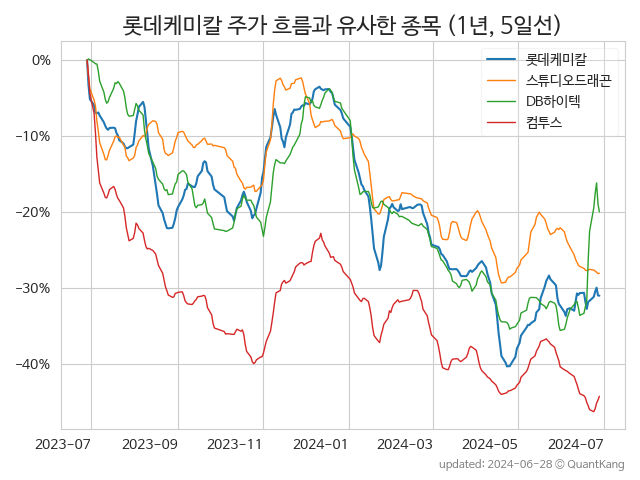 롯데케미칼 주가 흐름과 유사한 종목 (1년, 5일선)
롯데케미칼
스튜디오드래곤
DB하이텍
컴투스
0%
−10%
−20%
−30%
−40%
2023-07 2023-09 2023-11 2024-01 2024-03 2024-05 2024-07
updated: 2024-06-28 © QuantKang